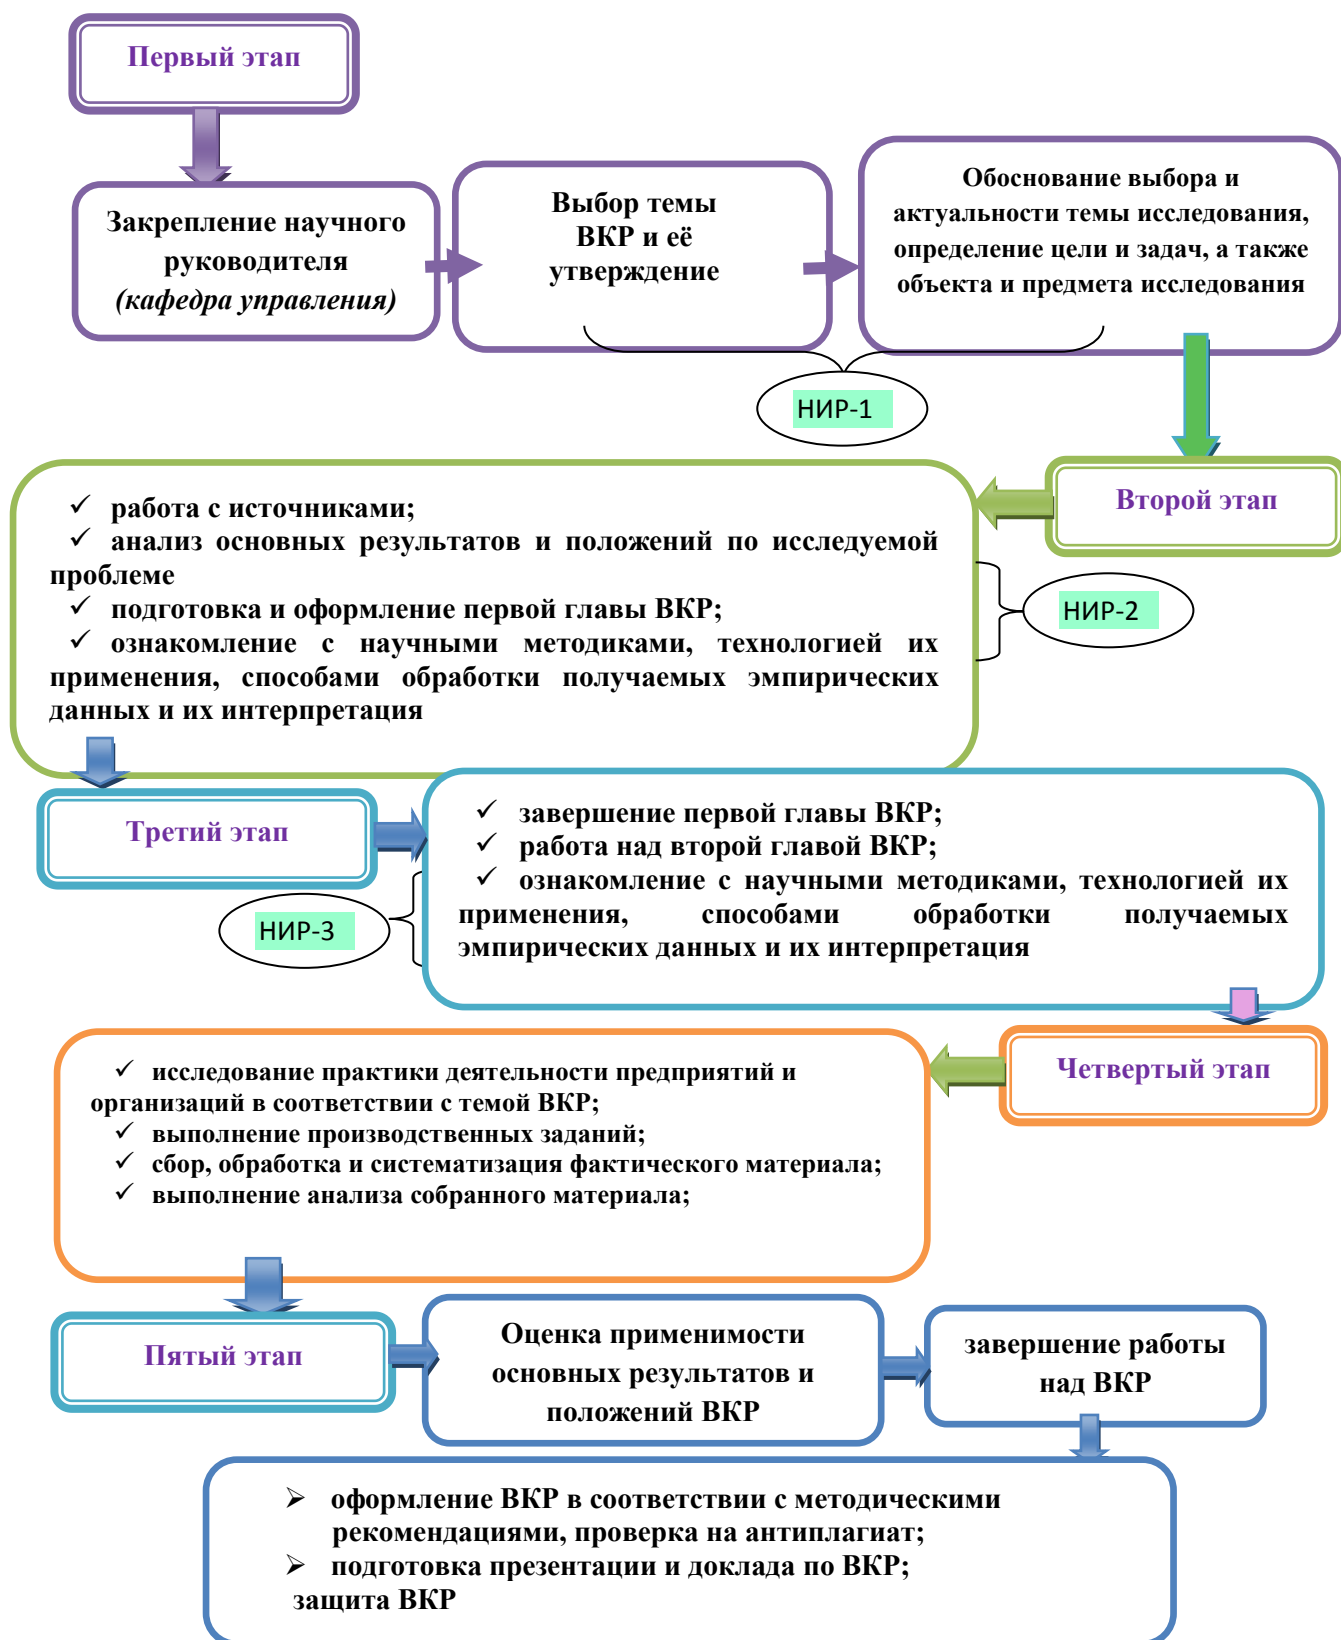 Первый этап
Закрепление научного
руководителя
(кафедра управления)
Выбор темы
ВКР и её
утверждение
Обоснование выбора и
актуальности темы исследования,
определение цели и задач, а также
объекта и предмета исследования
НИР-1
Второй этап
✓ работа с источниками;
✓ анализ основных результатов и положений по исследуемой
проблеме
✓ подготовка и оформление первой главы ВКР;
✓ ознакомление с научными методиками, технологией их
применения, способами обработки получаемых эмпирических
данных и их интерпретация
НИР-2
Третий этап
✓ завершение первой главы ВКР;
✓ работа над второй главой ВКР;
✓ ознакомление с научными методиками, технологией их
применения, способами обработки получаемых
эмпирических данных и их интерпретация
НИР-3
Четвертый этап
✓ исследование практики деятельности предприятий и
организаций в соответствии с темой ВКР;
✓ выполнение производственных заданий;
✓ сбор, обработка и систематизация фактического материала;
✓ выполнение анализа собранного материала;
Пятый этап
Оценка применимости
основных результатов и
положений ВКР
завершение работы
над ВКР
➢ оформление ВКР в соответствии с методическими
рекомендациями, проверка на антиплагиат;
➢ подготовка презентации и доклада по ВКР;
защита ВКР